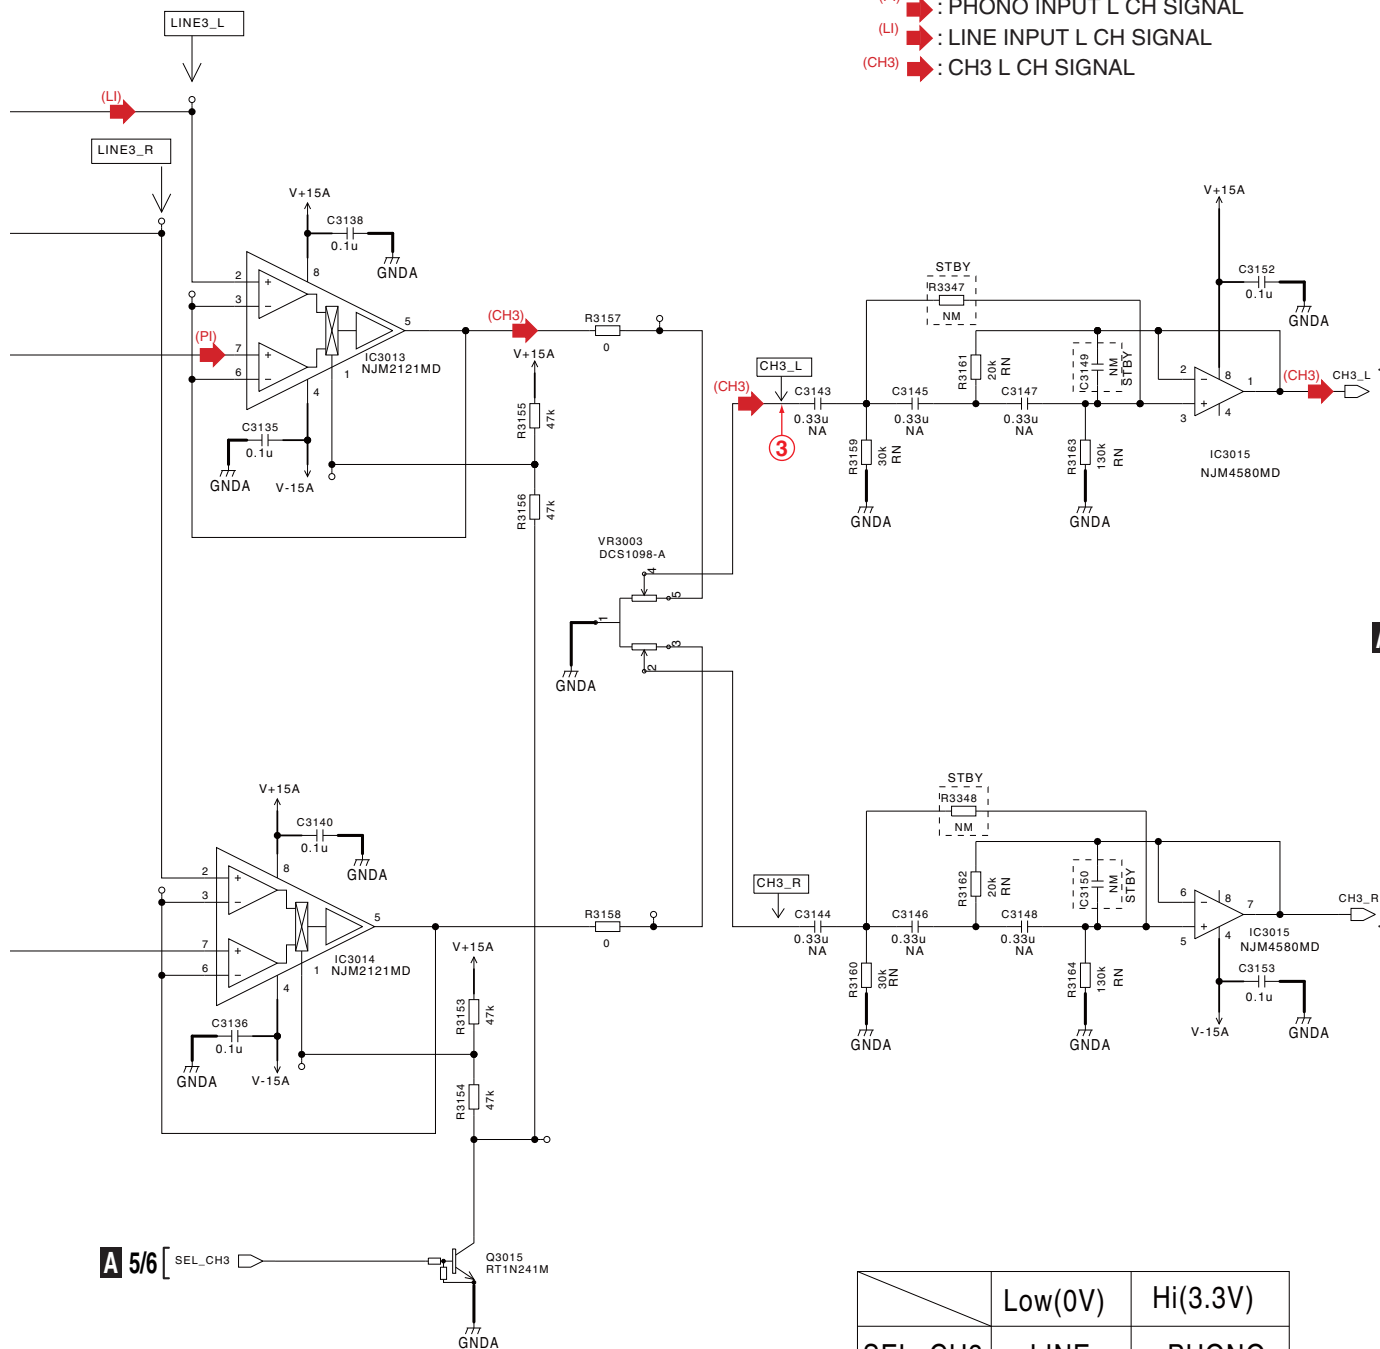 : PHONO INPUT L CH SIGNAL
(LI) : LINE INPUT L CH SIGNAL
(CH3) : CH3 L CH SIGNAL
LINE3_L
(LI)
LINE3_R
V+15A
C3138
0.1u
GNDA
2
3
8
(PI)
7
6
5
IC3013
NJM2121MD
1
4
C3135
0.1u
GNDA
V-15A
(CH3)
R3157
0
V+15A
R3155
47k
R3156
47k
VR3003
DCS1098-A
4
5
1
3
2
GNDA
(CH3)
CH3_L
3
C3143
0.33u
NA
R3159
30k
RN
GNDA
C3145
0.33u
NA
STBY
R3347
NM
R3161
20k
RN
C3147
0.33u
NA
C3149
NM
STBY
R3163
130k
RN
GNDA
V+15A
C3152
0.1u
GNDA
2
3
8
1
4
IC3015
NJM4580MD
(CH3)
CH3_L
V+15A
C3140
0.1u
GNDA
2
3
8
7
6
5
IC3014
NJM2121MD
1
4
C3136
0.1u
GNDA
V-15A
R3158
0
V+15A
R3153
47k
R3154
47k
CH3_R
C3144
0.33u
NA
R3160
30k
RN
GNDA
C3146
0.33u
NA
STBY
R3348
NM
R3162
20k
RN
C3148
0.33u
NA
C3150
NM
STBY
R3164
130k
RN
GNDA
6
5
8
7
4
IC3015
NJM4580MD
CH3_R
C3153
0.1u
V-15A
GNDA
A 5/6 SEL_CH3
Q3015
RT1N241M
GNDA
Low(0V) Hi(3.3V)
SEL_CH3 LINE PHONO